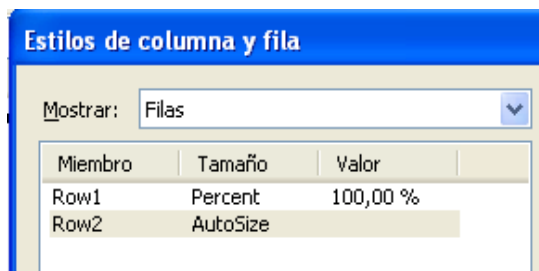 Estilos de columna y fila
Mostrar: Filas
Miembro Tamaño Valor
Row1 Percent 100,00 %
Row2 AutoSize